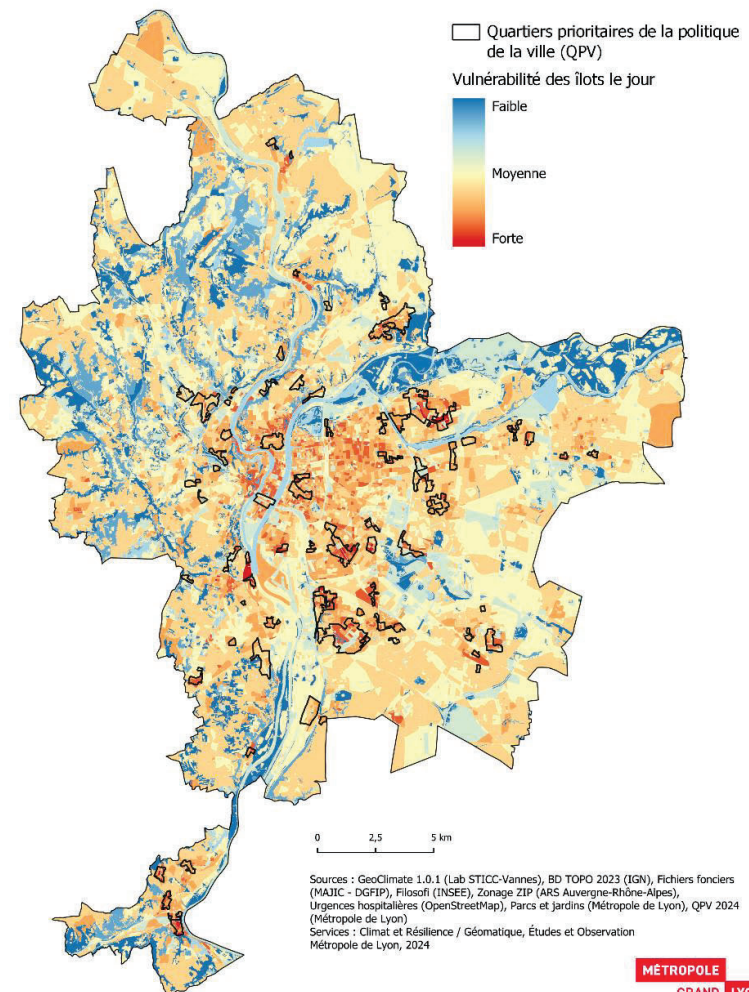 Quartiers prioritaires de la politique
de la ville (QPV)
Vulnérabilité des îlots le jour
Faible
Moyenne
Forte
0 2,5 5 km
Sources : GeoClimate 1.0.1 (Lab STICC-Vannes), BD TOPO 2023 (IGN), Fichiers fonciers
(MAJIC - DGFIP), Filosofi (INSEE), Zonage ZIP (ARS Auvergne-Rhône-Alpes),
Urgences hospitalières (OpenStreetMap), Parcs et jardins (Métropole de Lyon), QPV 2024
(Métropole de Lyon)
Services : Climat et Résilience / Géomatique, Études et Observation
Métropole de Lyon, 2024
MÉTROPOLE